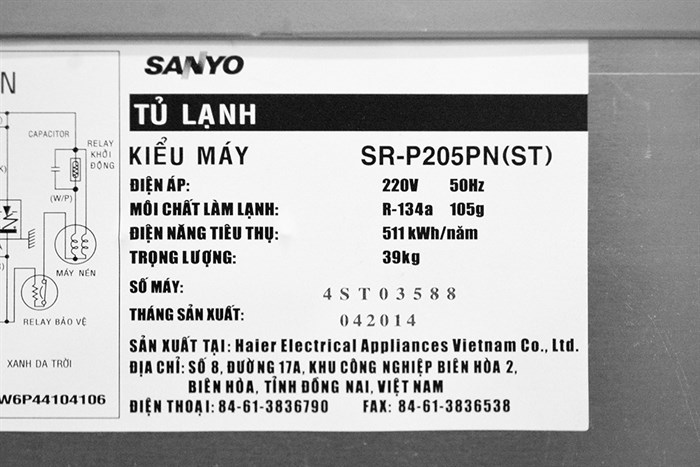 SANYO
TỦ LẠNH
KIỂU MÁY SR-P205PN(ST)
ĐIỆN ÁP: 220V 50Hz
MÔI CHẤT LÀM LẠNH: R-134a 105g
ĐIỆN NĂNG TIÊU THỤ: 511 kWh/năm
TRỌNG LƯỢNG: 39kg
SỐ MÁY: 4ST03588
THÁNG SẢN XUẤT: 042014
SẢN XUẤT TẠI: Haier Electrical Appliances Vietnam Co., Ltd.
ĐỊA CHỈ: SỐ 8, ĐƯỜNG 17A, KHU CÔNG NGHIỆP BIÊN HÒA 2,
BIÊN HÒA, TỈNH ĐỒNG NAI, VIỆT NAM
ĐIỆN THOẠI: 84-61-3836790 FAX: 84-61-3836538
CAPACITOR
RELAY
KHỞI
ĐỘNG
(W/P)
MÁY NÉN
RELAY BẢO VỆ
XANH DA TRỜI
W6P44104106